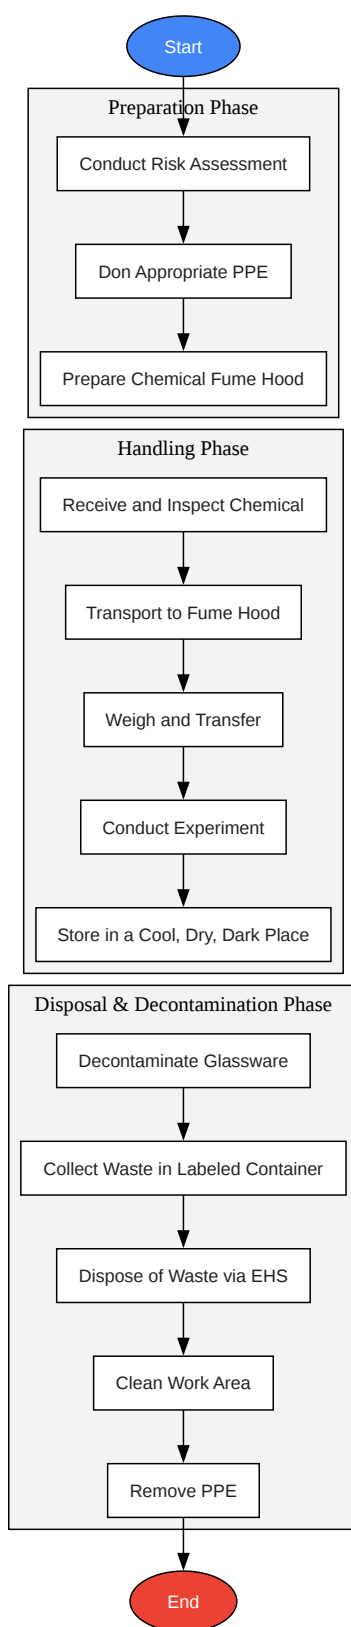 Start
Preparation Phase
Conduct Risk Assessment
Don Appropriate PPE
Prepare Chemical Fume Hood
Handling Phase
Receive and Inspect Chemical
Transport to Fume Hood
Weigh and Transfer
Conduct Experiment
Store in a Cool, Dry, Dark Place
Disposal & Decontamination Phase
Decontaminate Glassware
Collect Waste in Labeled Container
Dispose of Waste via EHS
Clean Work Area
Remove PPE
End